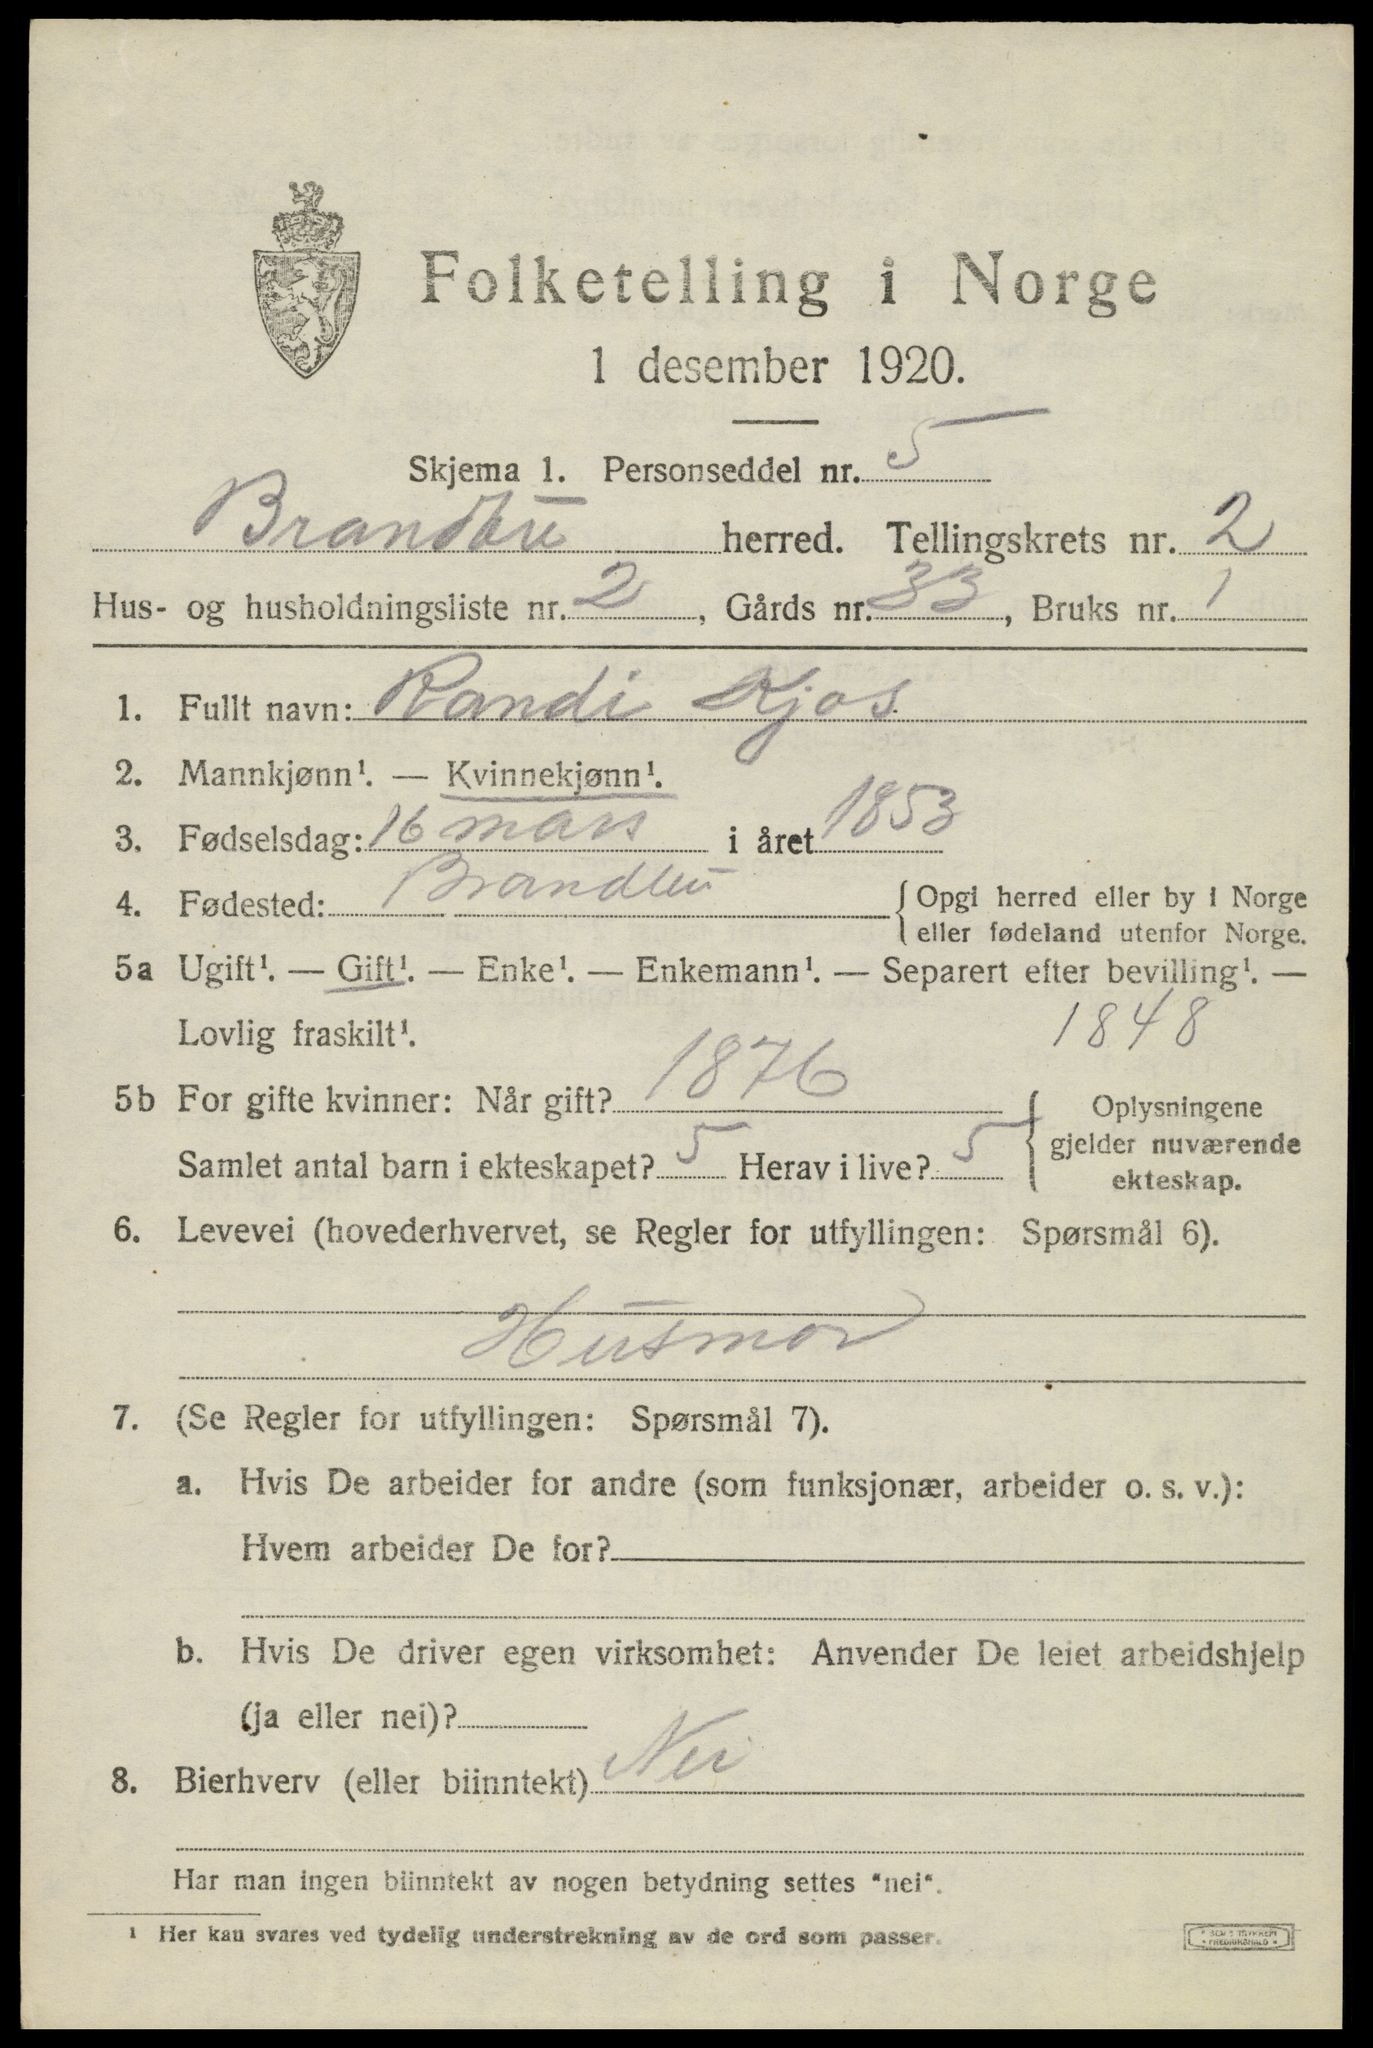 Folketelling i Norge
1 desember 1920.
Skjema 1. Personseddel nr. 5
Brandbu herred. Tellingskrets nr. 2
Hus- og husholdningsliste nr. 2, Gårds nr. 33, Bruks nr. 1
1. Fullt navn: Randi Kjos
2. Mannkjønn¹. — Kvinnekjønn¹.
3. Fødselsdag: 16 mars i året 1853
4. Fødested: Brandbu { Opgi herred eller by i Norge
eller fødeland utenfor Norge.
5a Ugift¹. — Gift¹. — Enke¹. — Enkemann¹. — Separert efter bevilling¹. —
Lovlig fraskilt¹. 1848
5b For gifte kvinner: Når gift? 1876
Samlet antal barn i ekteskapet? 5 Herav i live? 5
{ Oplysningene
gjelder nuværende
ekteskap.
6. Levevei (hovederhvervet, se Regler for utfyllingen: Spørsmål 6).
Husmor
7. (Se Regler for utfyllingen: Spørsmål 7).
a. Hvis De arbeider for andre (som funksjonær, arbeider o. s. v.):
Hvem arbeider De for?
b. Hvis De driver egen virksomhet: Anvender De leiet arbeidshjelp
(ja eller nei)?
8. Bierhverv (eller biinntekt) Nei
Har man ingen biinntekt av nogen betydning settes "nei".
¹ Her kan svares ved tydelig understrekning av de ord som passer.